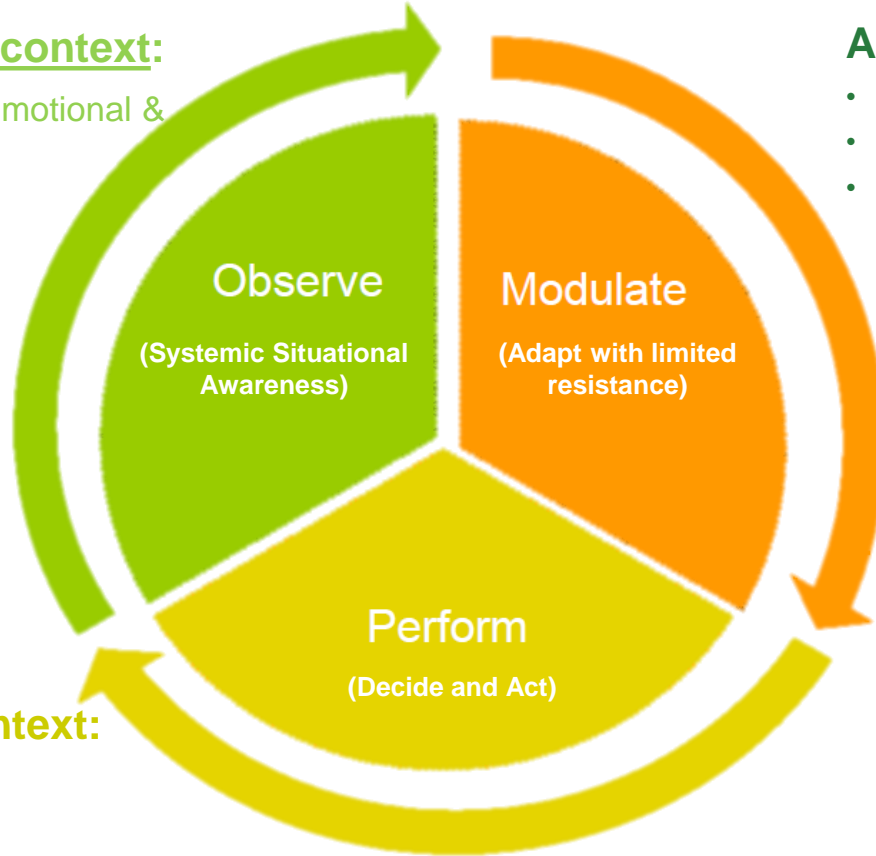 context:
motional &
A
•
•
•
Observe
(Systemic Situational
Awareness)
Modulate
(Adapt with limited
resistance)
Perform
(Decide and Act)
ntext: